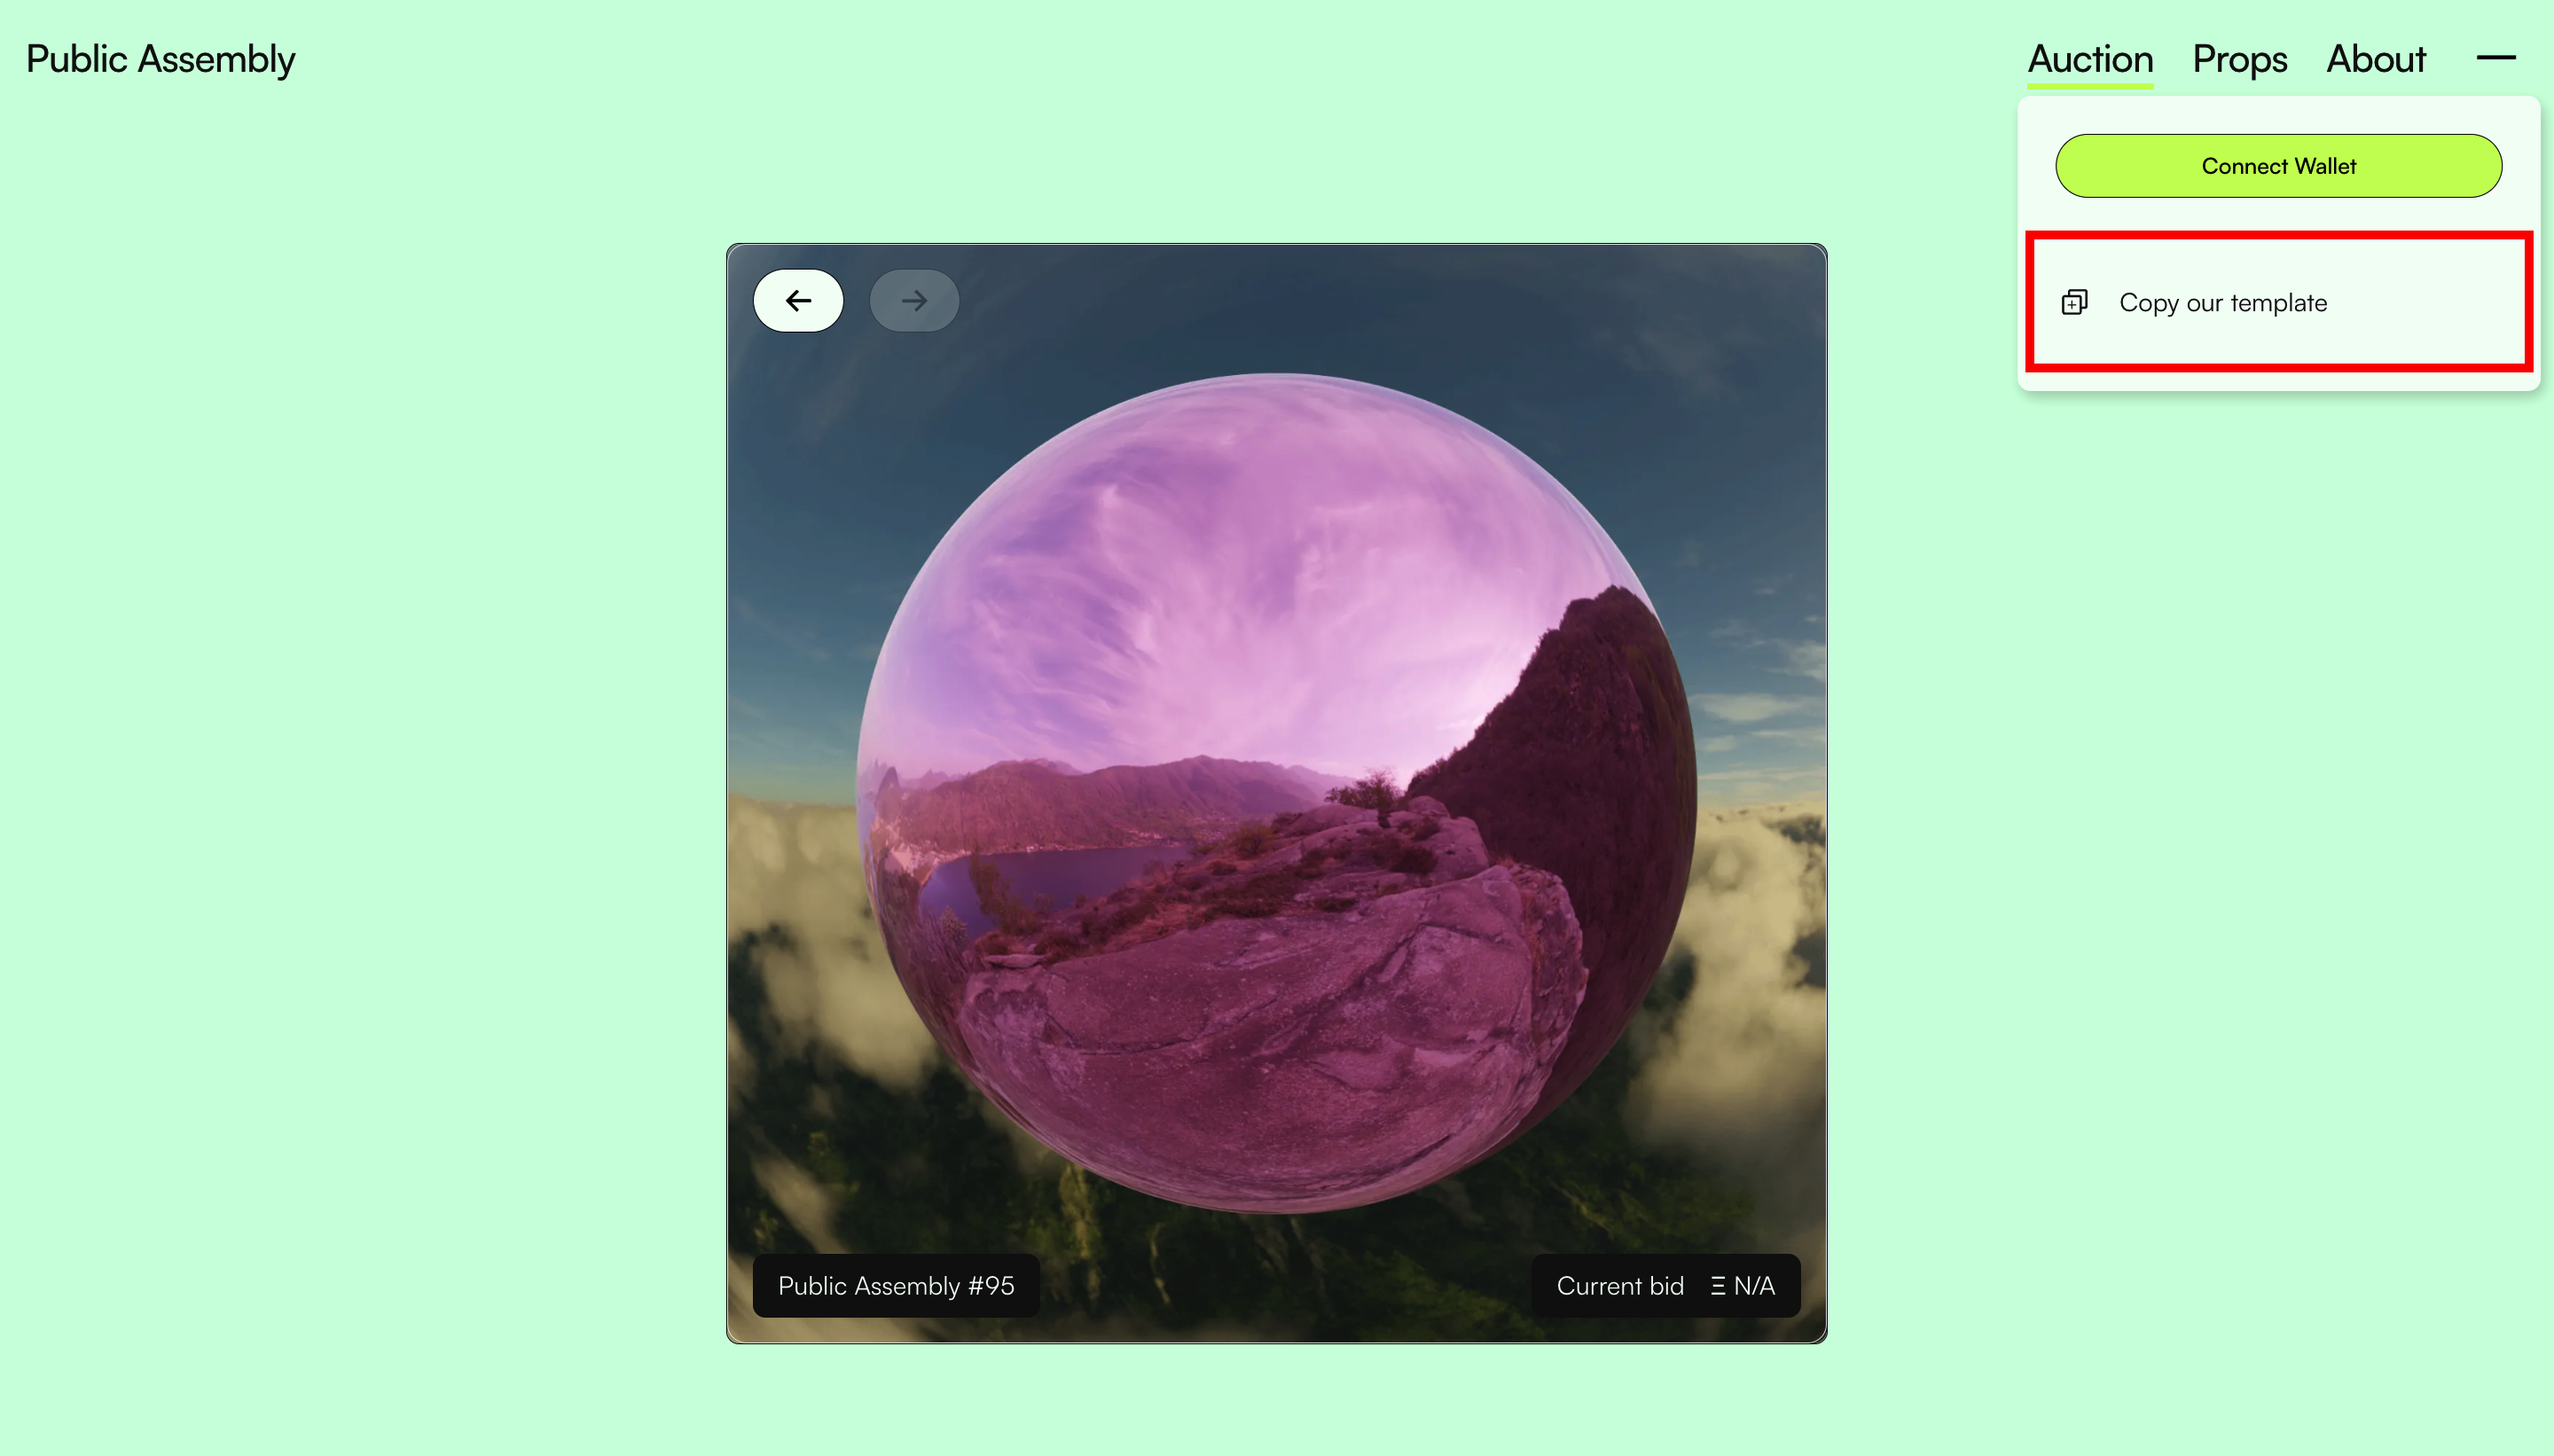 Public Assembly
Auction Props About
Connect Wallet
Copy our template
Public Assembly #95
Current bid Ξ N/A